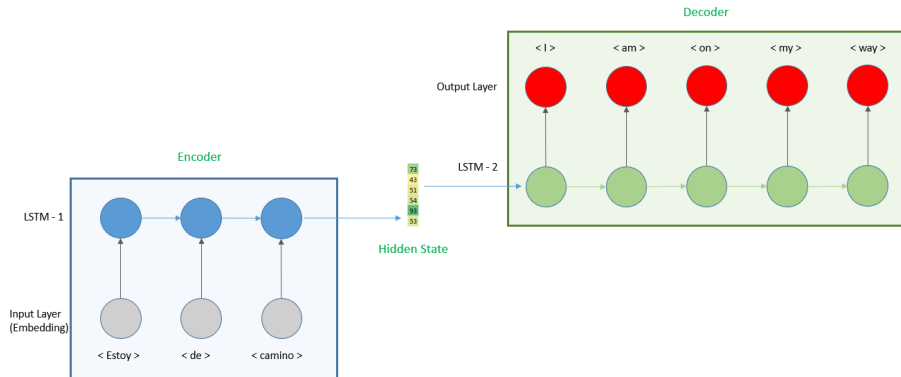 Decoder
< I > < am > < on > < my > < way >
Output Layer
Encoder
LSTM - 2
73
43
51
54
93
53
LSTM - 1
Hidden State
Input Layer
(Embedding)
< Estoy > < de > < camino >